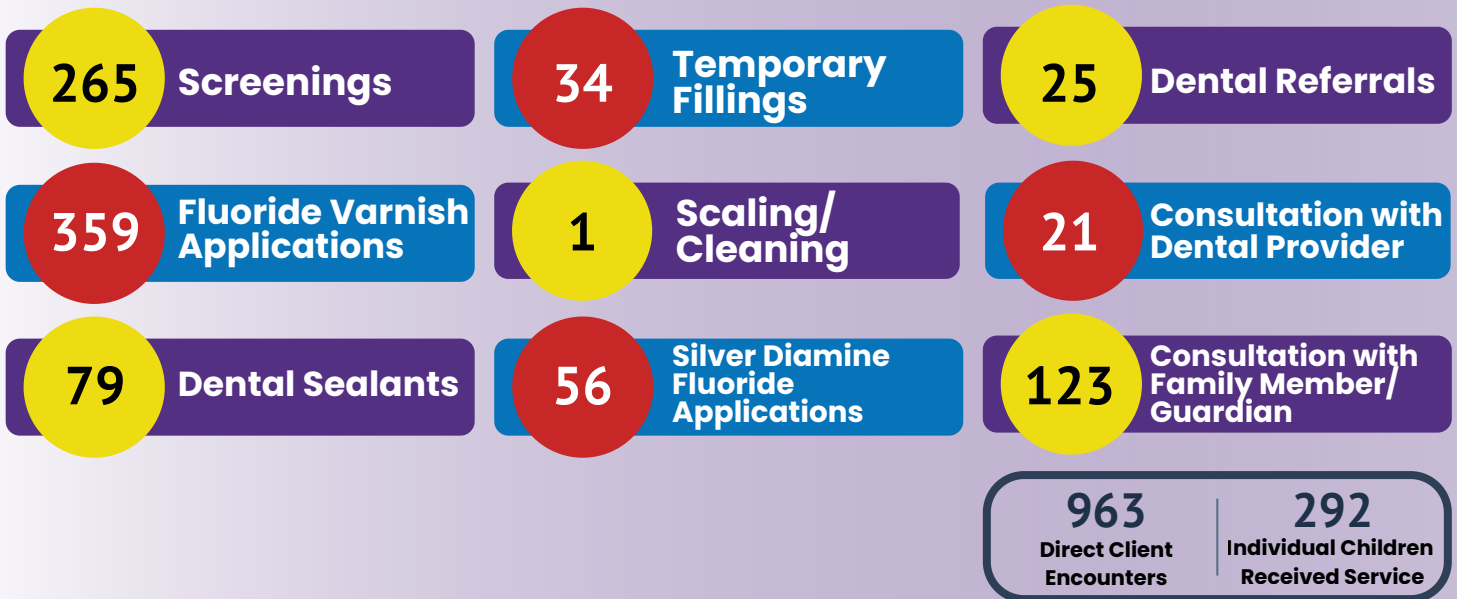 265
Screenings
34
Temporary
Fillings
25
Dental Referrals
359
Fluoride Varnish
Applications
1
Scaling/
Cleaning
21
Consultation with
Dental Provider
79
Dental Sealants
56
Silver Diamine
Fluoride
Applications
123
Consultation with
Family Member/
Guardian
963
Direct Client
Encounters
292
Individual Children
Received Service